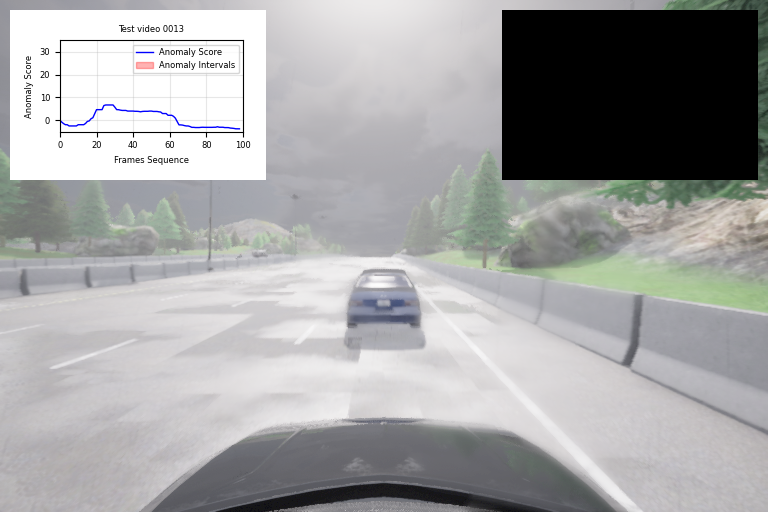 Test video 0013
Anomaly Score
Anomaly Intervals
Anomaly Score
30
20
10
0
0 20 40 60 80 100
Frames Sequence